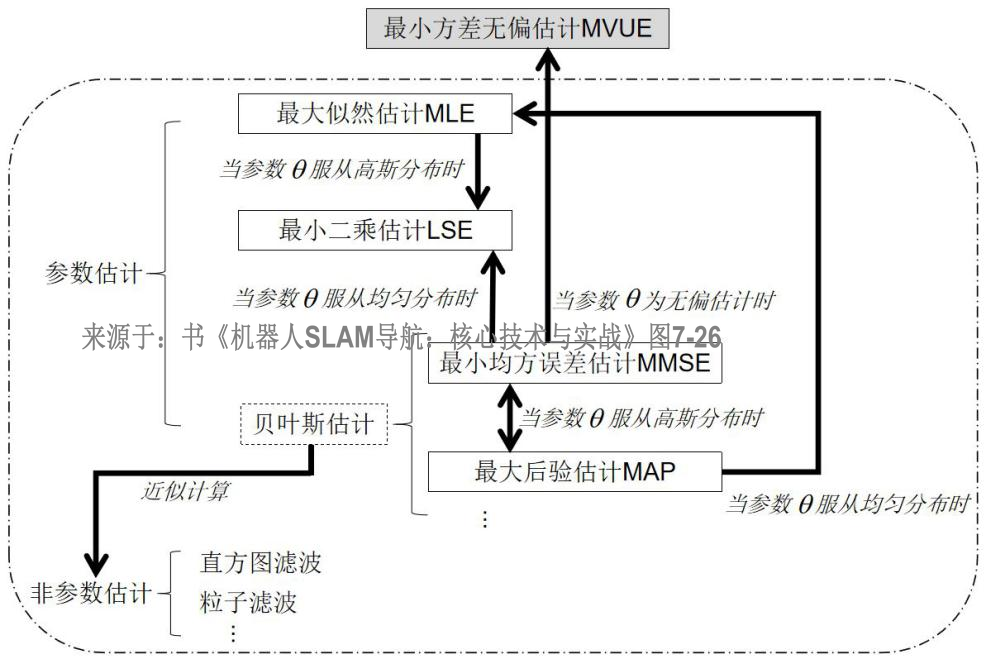 最小方差无偏估计MVUE
最大似然估计MLE
当参数θ服从高斯分布时
最小二乘估计LSE
参数估计
当参数θ服从均匀分布时
当参数θ为无偏估计时
来源于：书《机器人SLAM导航：核心技术与实战》图7-26
最小均方误差估计MMSE
贝叶斯估计
当参数θ服从高斯分布时
最大后验估计MAP
近似计算
当参数θ服从均匀分布时
⋮
直方图滤波
非参数估计
粒子滤波
⋮